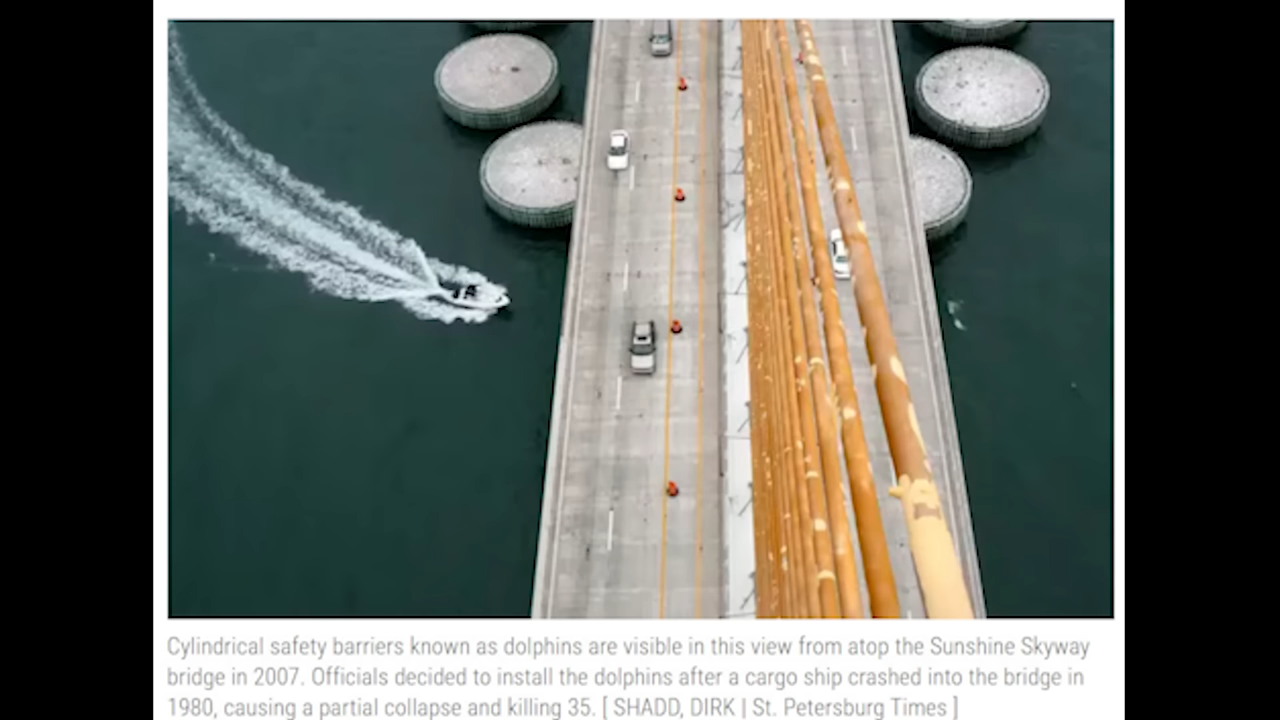 Cylindrical safety barriers known as dolphins are visible in this view from atop the Sunshine Skyway
bridge in 2007. Officials decided to install the dolphins after a cargo ship crashed into the bridge in
1980, causing a partial collapse and killing 35. [ SHADD, DIRK | St. Petersburg Times ]